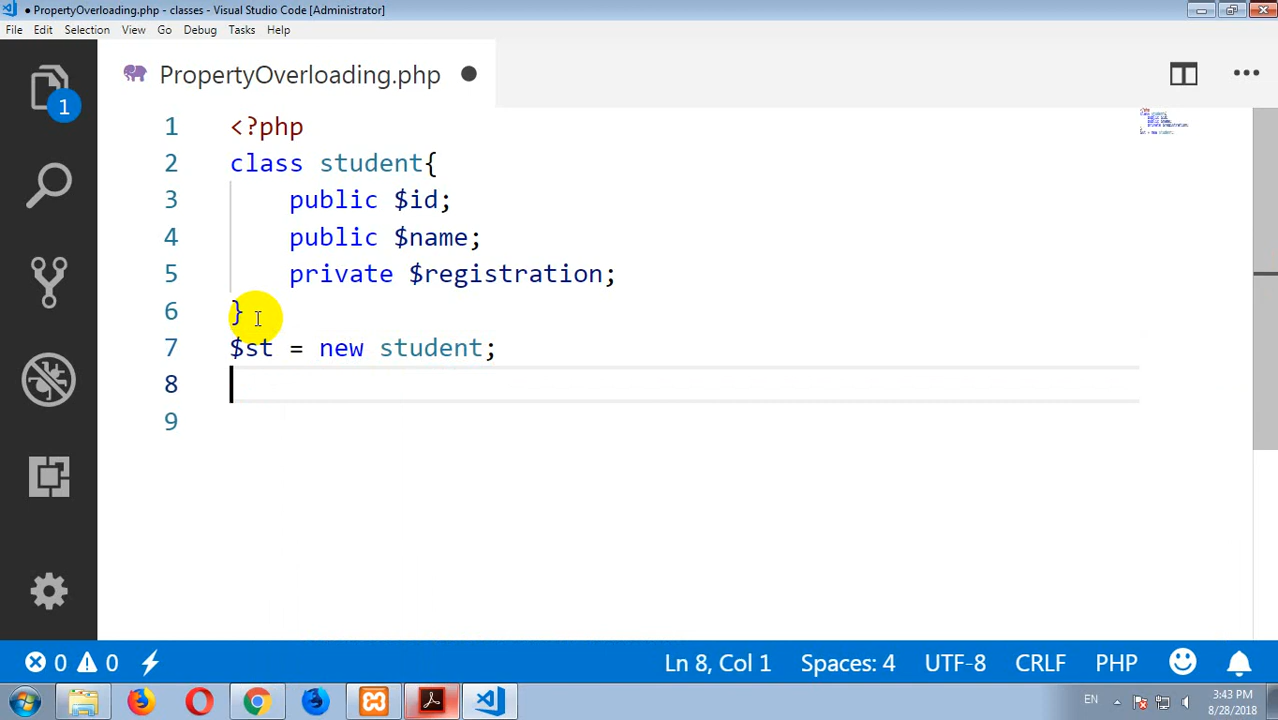 ● PropertyOverloading.php - classes - Visual Studio Code [Administrator]
File Edit Selection View Go Debug Tasks Help
PropertyOverloading.php ●
1 <?php
2 class student{
3 public $id;
4 public $name;
5 private $registration;
6 }
7 $st = new student;
8
9
1
0 0 Ln 8, Col 1 Spaces: 4 UTF-8 CRLF PHP
EN 3:43 PM
8/28/2018